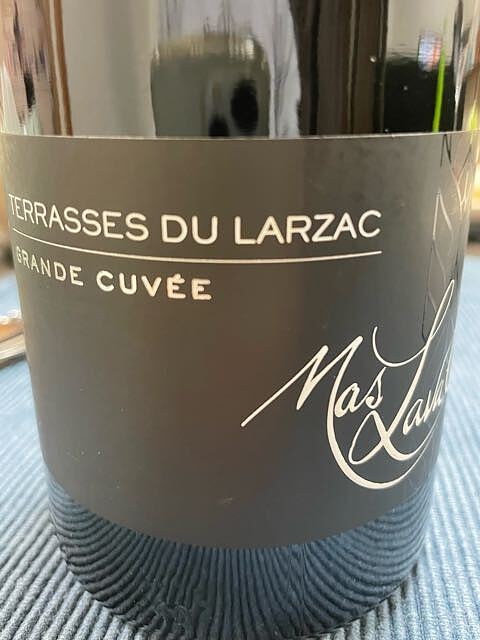 TERRASSES DU LARZAC
GRANDE CUVÉE
Mas